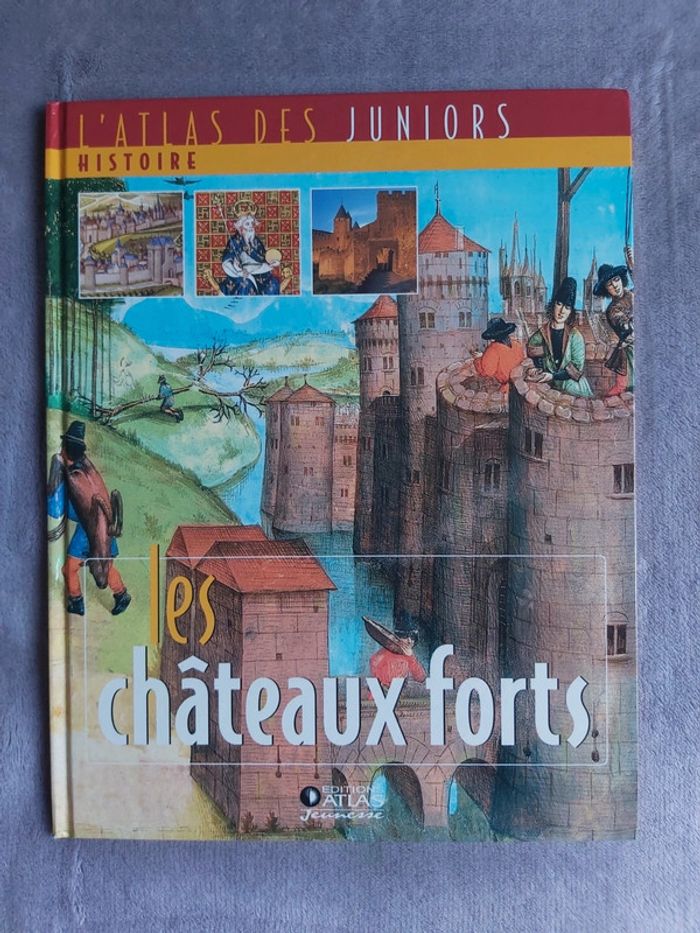 L'ATLAS DES JUNIORS
HISTOIRE
les
châteaux forts
EDITIONS
ATLAS
Jeunesse